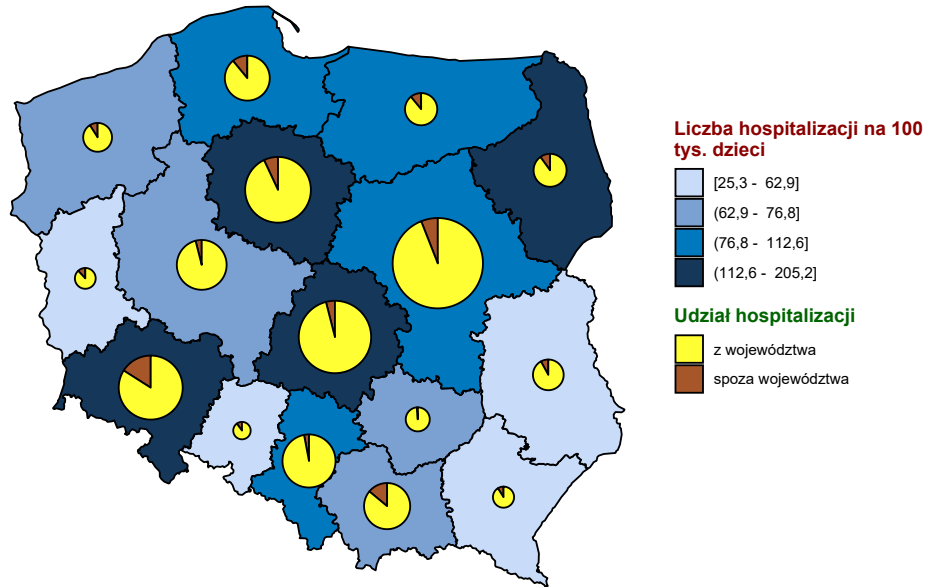 Liczba hospitalizacji na 100
tys. dzieci
[25,3 - 62,9]
(62,9 - 76,8]
(76,8 - 112,6]
(112,6 - 205,2]
Udział hospitalizacji
z województwa
spoza województwa